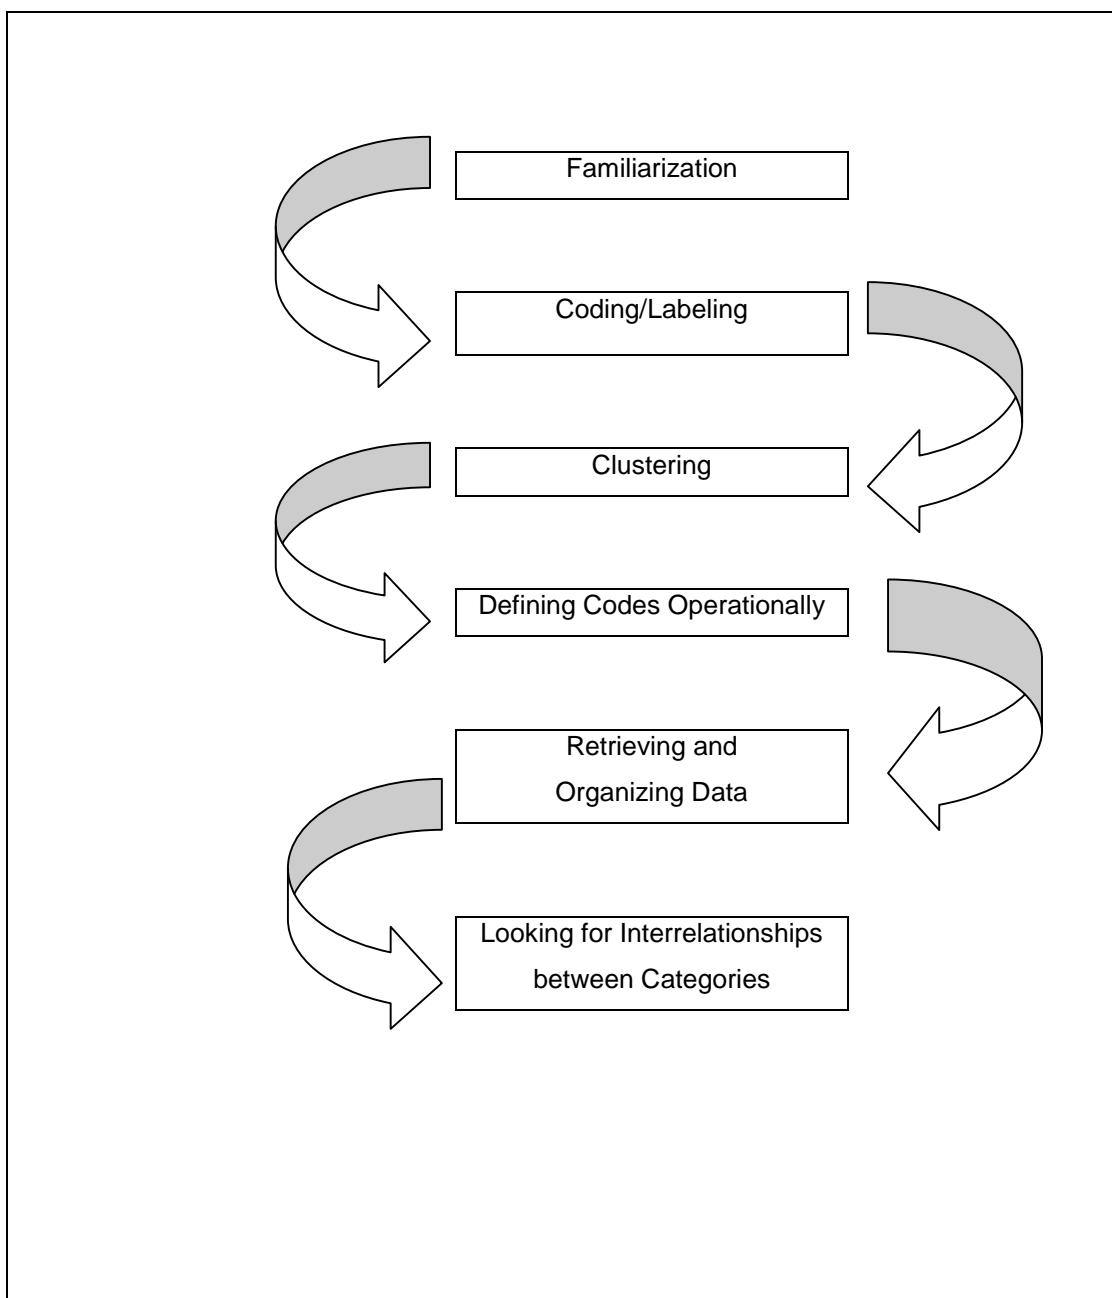 Familiarization
Coding/Labeling
Clustering
Defining Codes Operationally
Retrieving and
Organizing Data
Looking for Interrelationships
between Categories